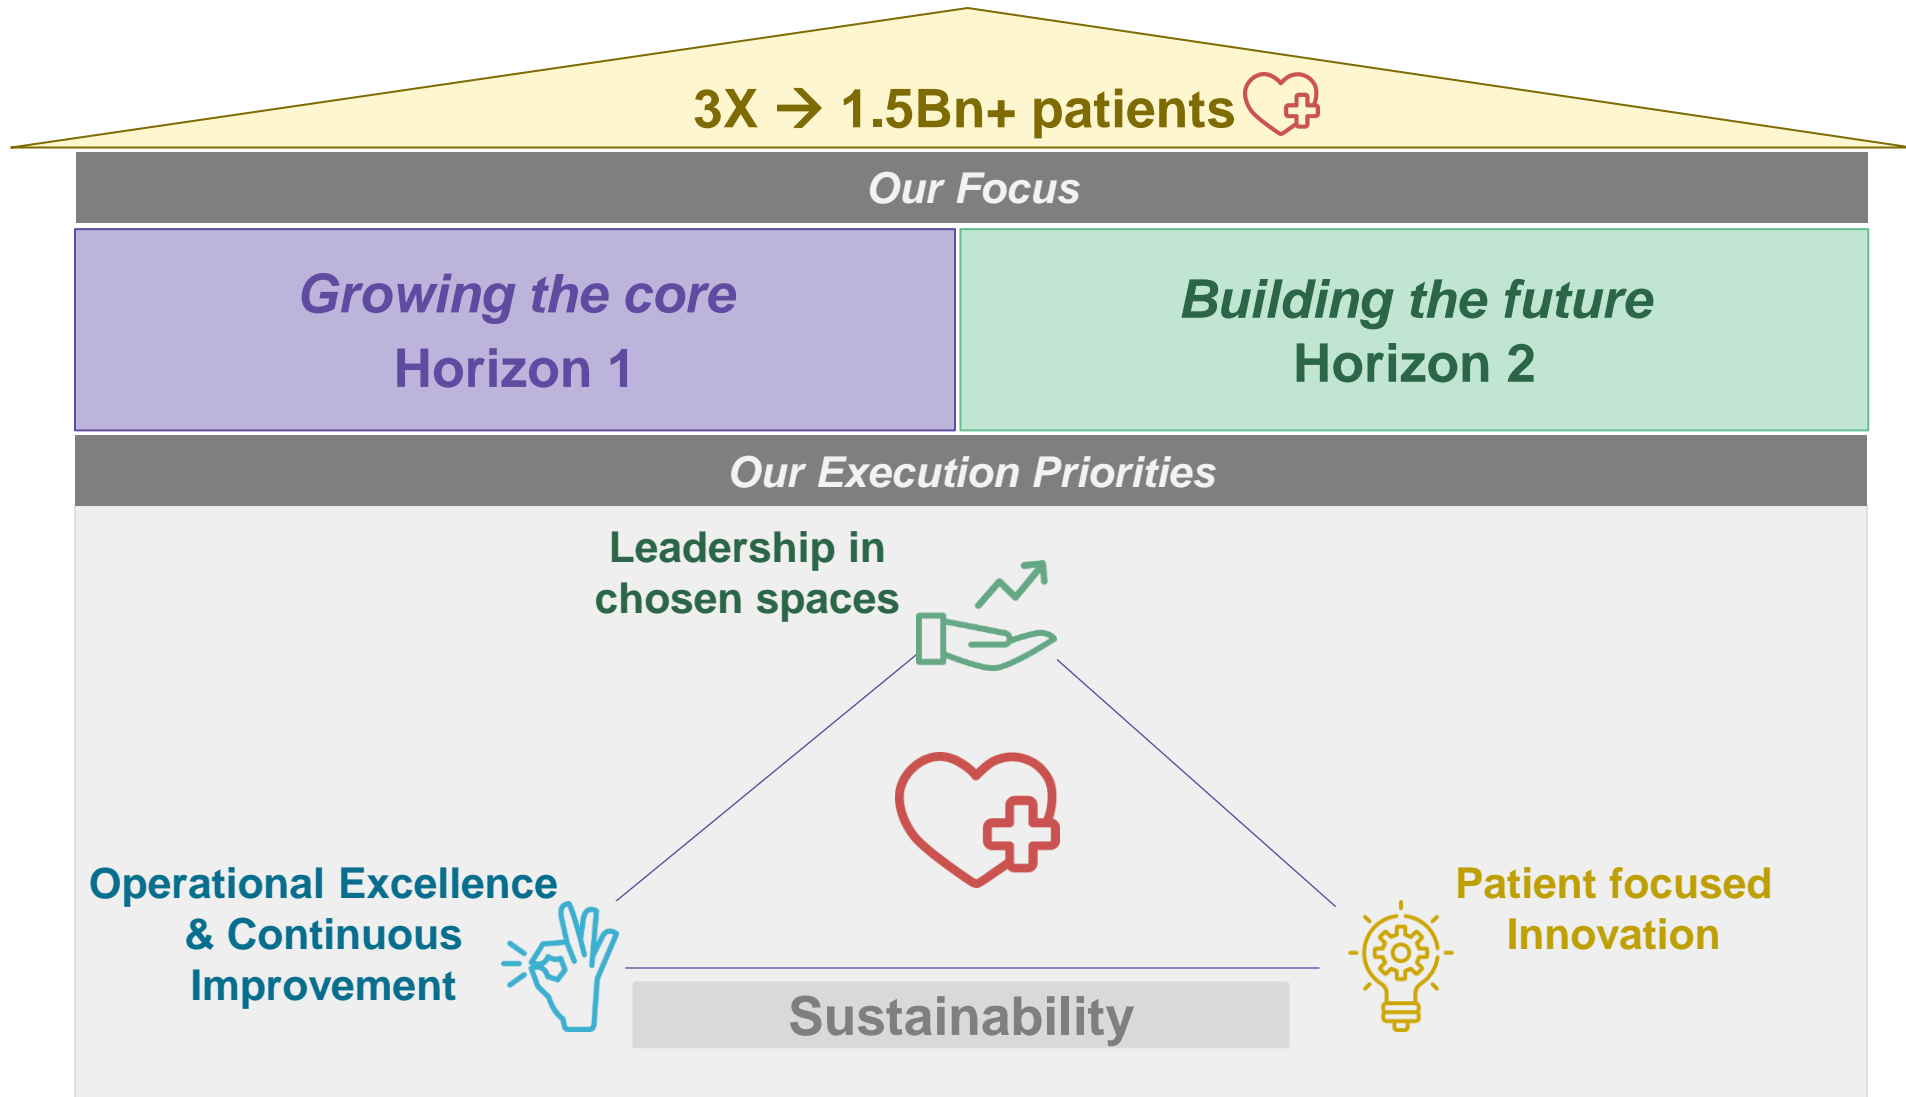 3X → 1.5Bn+ patients
Our Focus
Growing the core
Horizon 1
Building the future
Horizon 2
Our Execution Priorities
Leadership in
chosen spaces
Operational Excellence
& Continuous
Improvement
Patient focused
Innovation
Sustainability